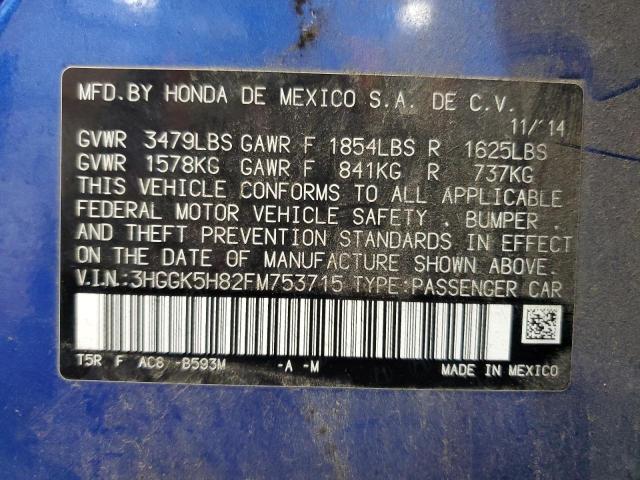 MFD.BY HONDA DE MEXICO S.A. DE C.V.
11/'14
GVWR 3479LBS GAWR F 1854LBS R 1625LBS
GVWR 1578KG GAWR F 841KG R 737KG
THIS VEHICLE CONFORMS TO ALL APPLICABLE
FEDERAL MOTOR VEHICLE SAFETY , BUMPER ,
AND THEFT PREVENTION STANDARDS IN EFFECT
ON THE DATE OF MANUFACTURE SHOWN ABOVE.
V.I.N.:3HGGK5H82FM753715 TYPE:PASSENGER CAR
T5R F AC8 -B593M -A -M
MADE IN MEXICO